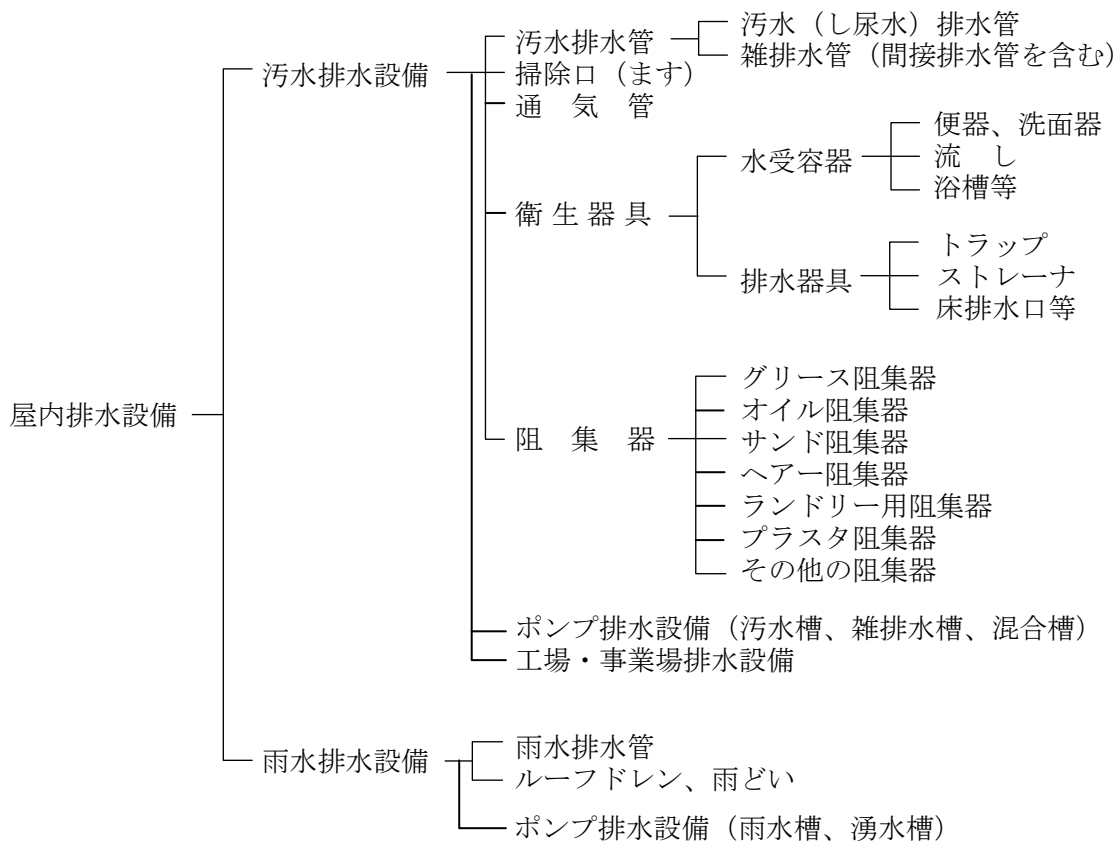 汚水(し尿水)排水管
汚水排水管
雑排水管(間接排水管を含む)
汚水排水設備
掃除口(ます)
通 気 管
便器、洗面器
水受容器
流 し
浴槽等
衛 生 器 具
トラップ
排水器具
ストレーナ
床排水口等
グリース阻集器
屋内排水設備
オイル阻集器
阻 集 器
サンド阻集器
ヘアー阻集器
ランドリー用阻集器
プラスタ阻集器
その他の阻集器
ポンプ排水設備(汚水槽、雑排水槽、混合槽)
工場・事業場排水設備
雨水排水管
雨水排水設備
ルーフドレン、雨どい
ポンプ排水設備(雨水槽、湧水槽)